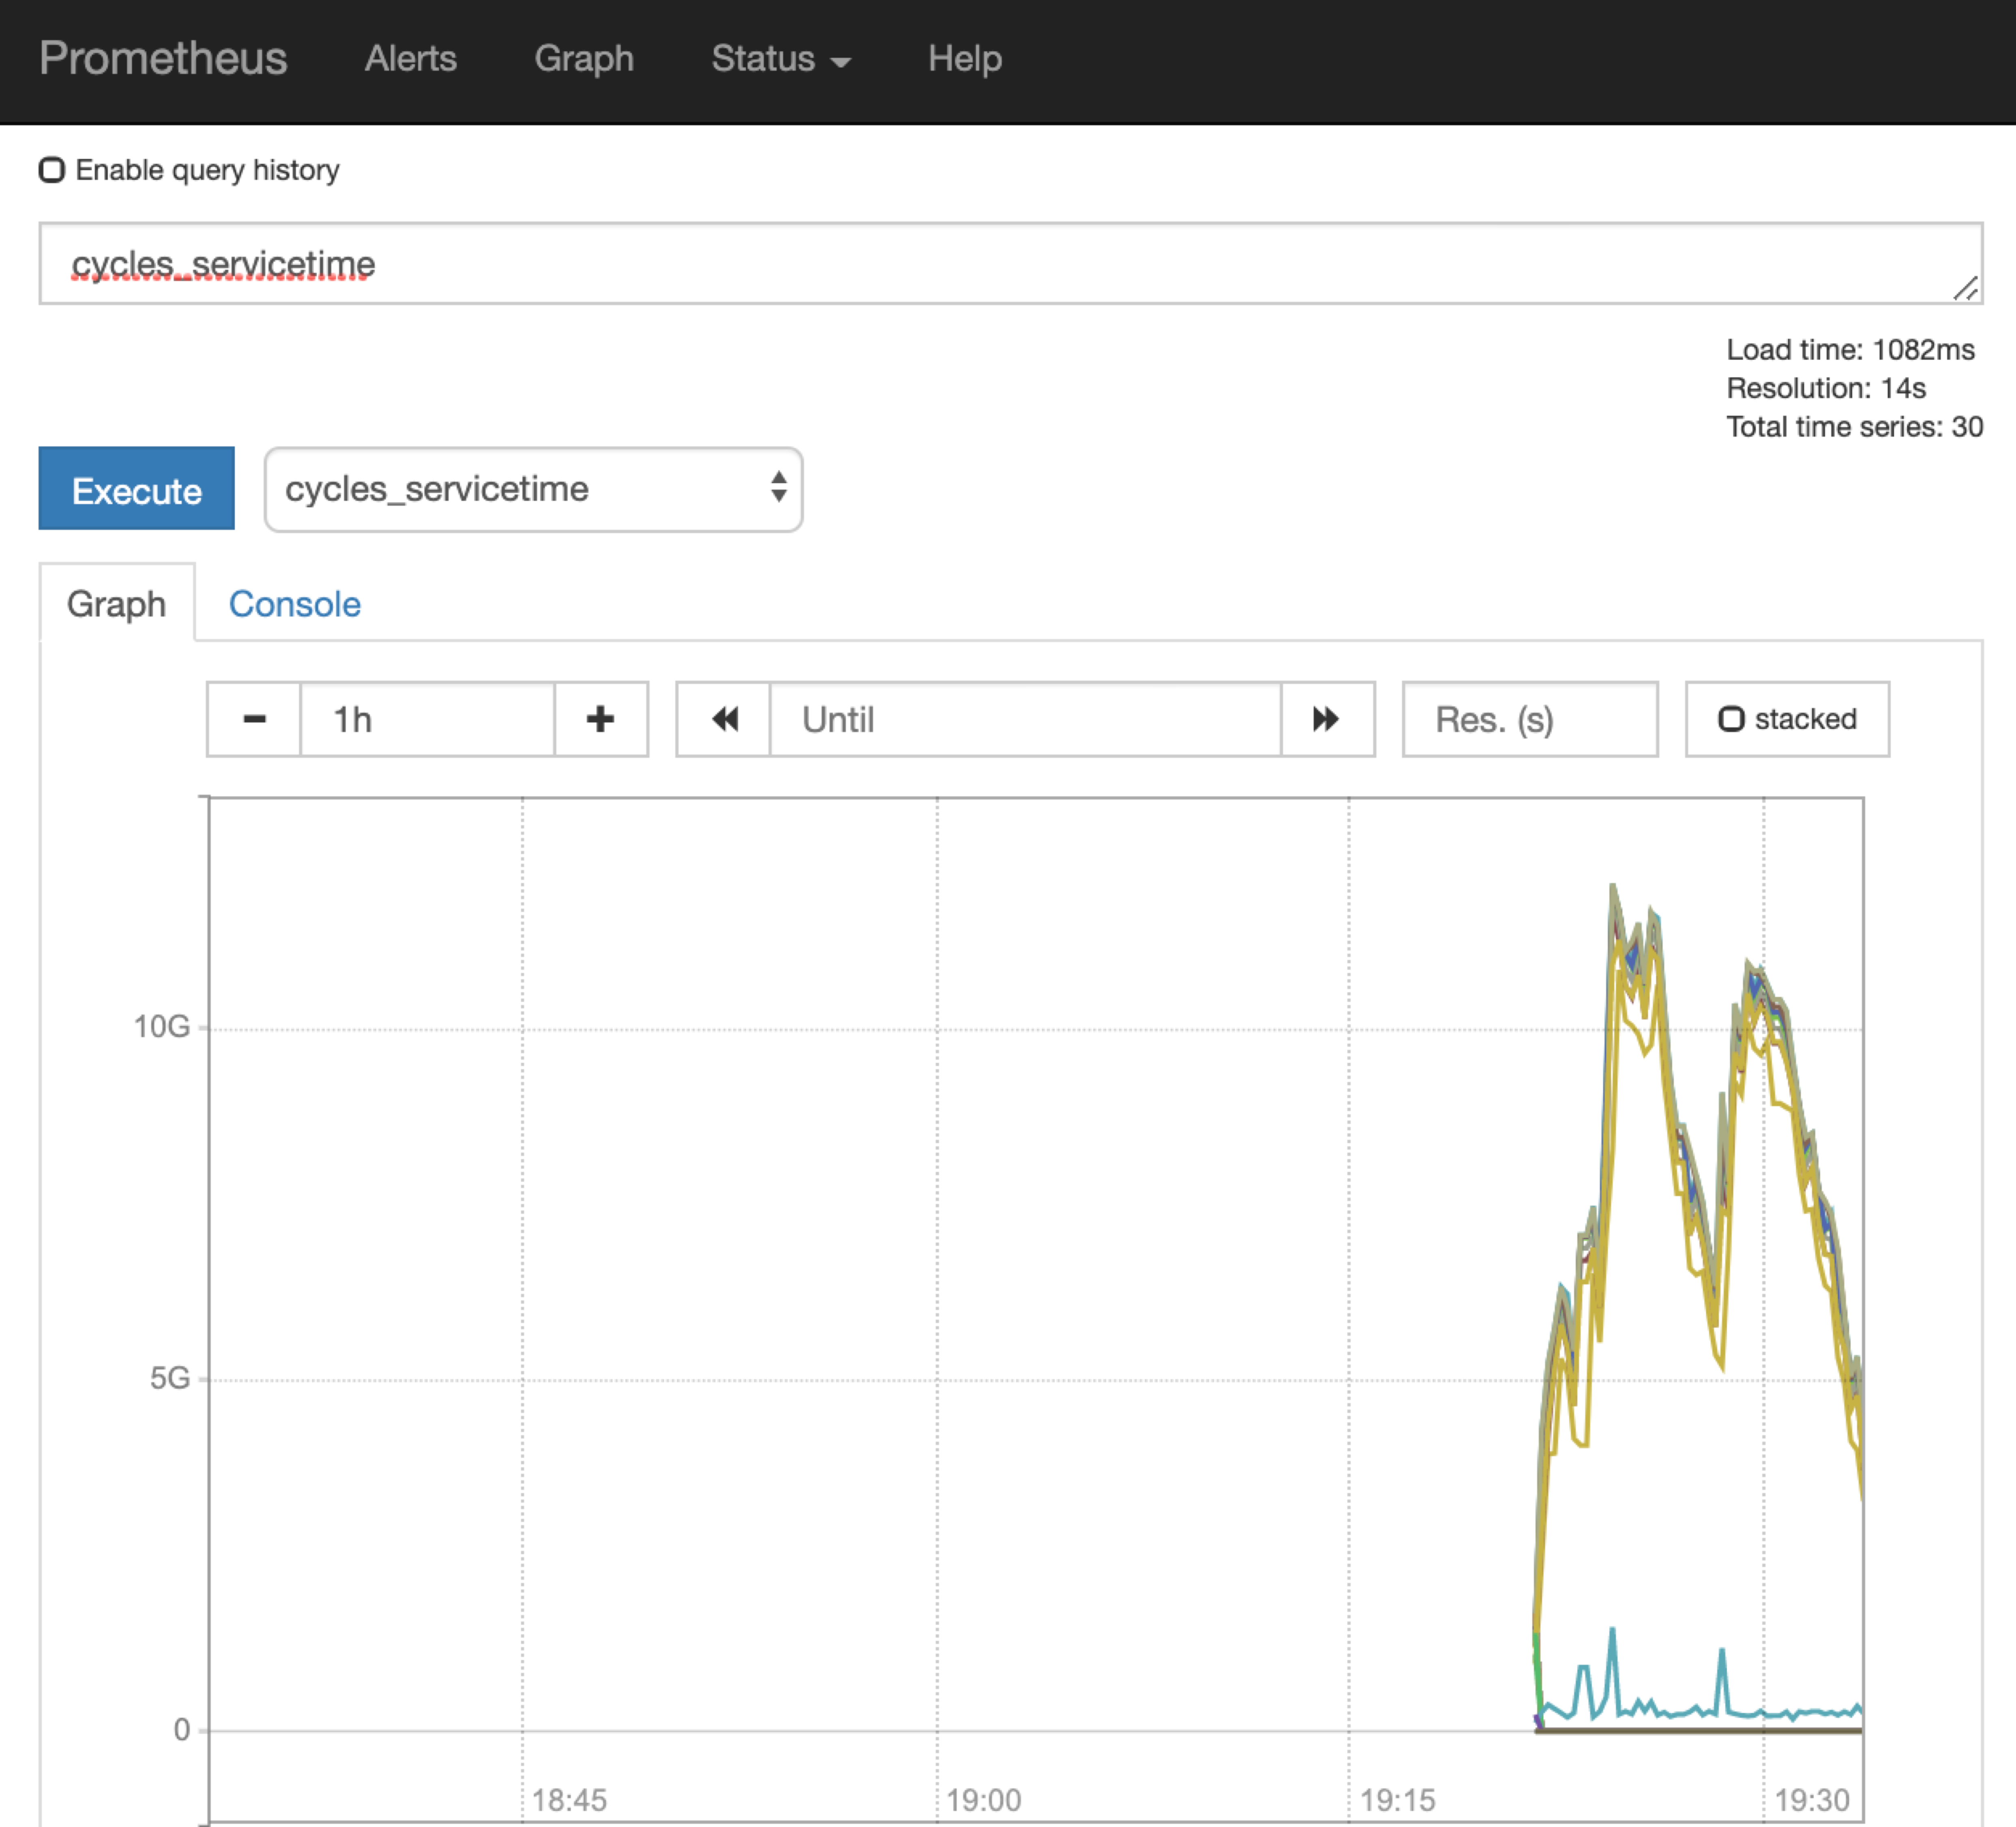 Prometheus Alerts Graph Status Help
Enable query history
cycles_servicetime
Load time: 1082ms
Resolution: 14s
Total time series: 30
Execute cycles_servicetime
Graph Console
1h Until Res. (s) stacked
10G
5G
0
18:45 19:00 19:15 19:30